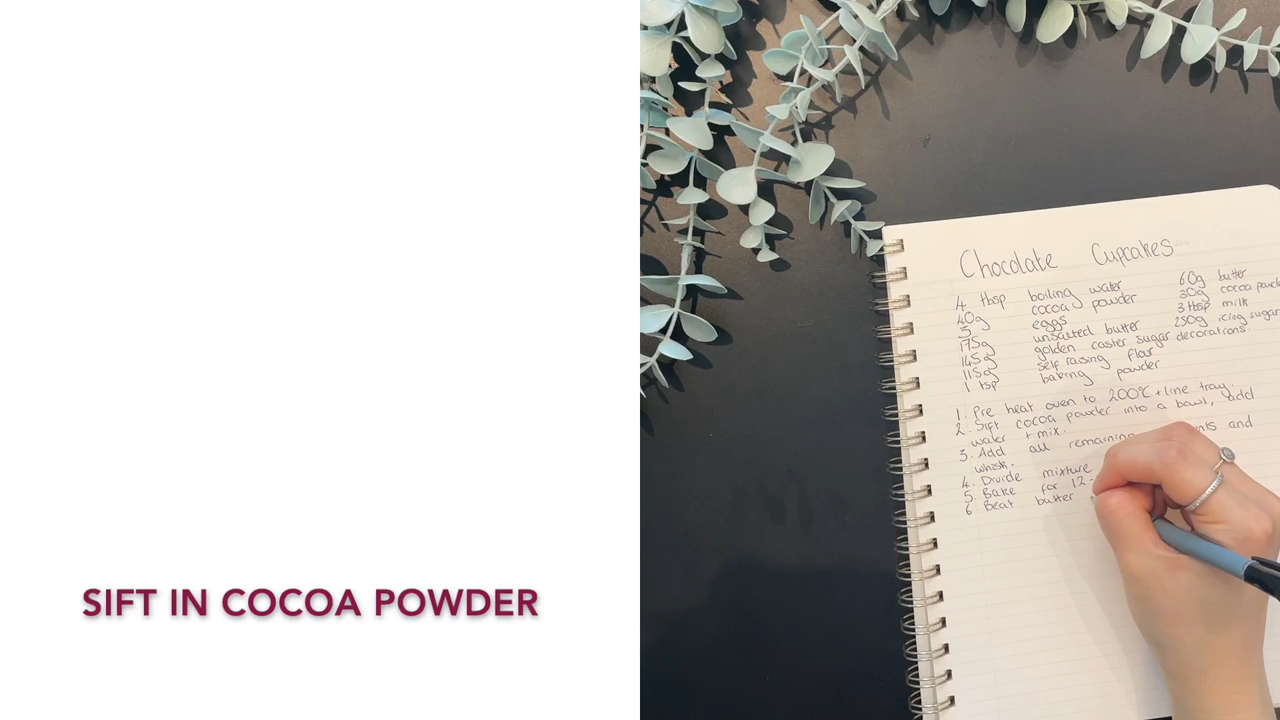 SIFT IN COCOA POWDER
Chocolate Cupcakes
4 tbsp boiling water
40g cocoa powder
3 eggs
175g unsalted butter
145g golden caster sugar
115g self raising flour
1 tsp baking powder
60g butter
30g cocoa powde
3 tbsp milk
250g icing sugar
decorations
1. Pre heat oven to 200°C + line tray.
2. Sift cocoa powder into a bowl, add
water + mix.
3. Add all remaining nts and
whisk.
4. Divide mixture
5. Bake for 12-
6 Beat butter